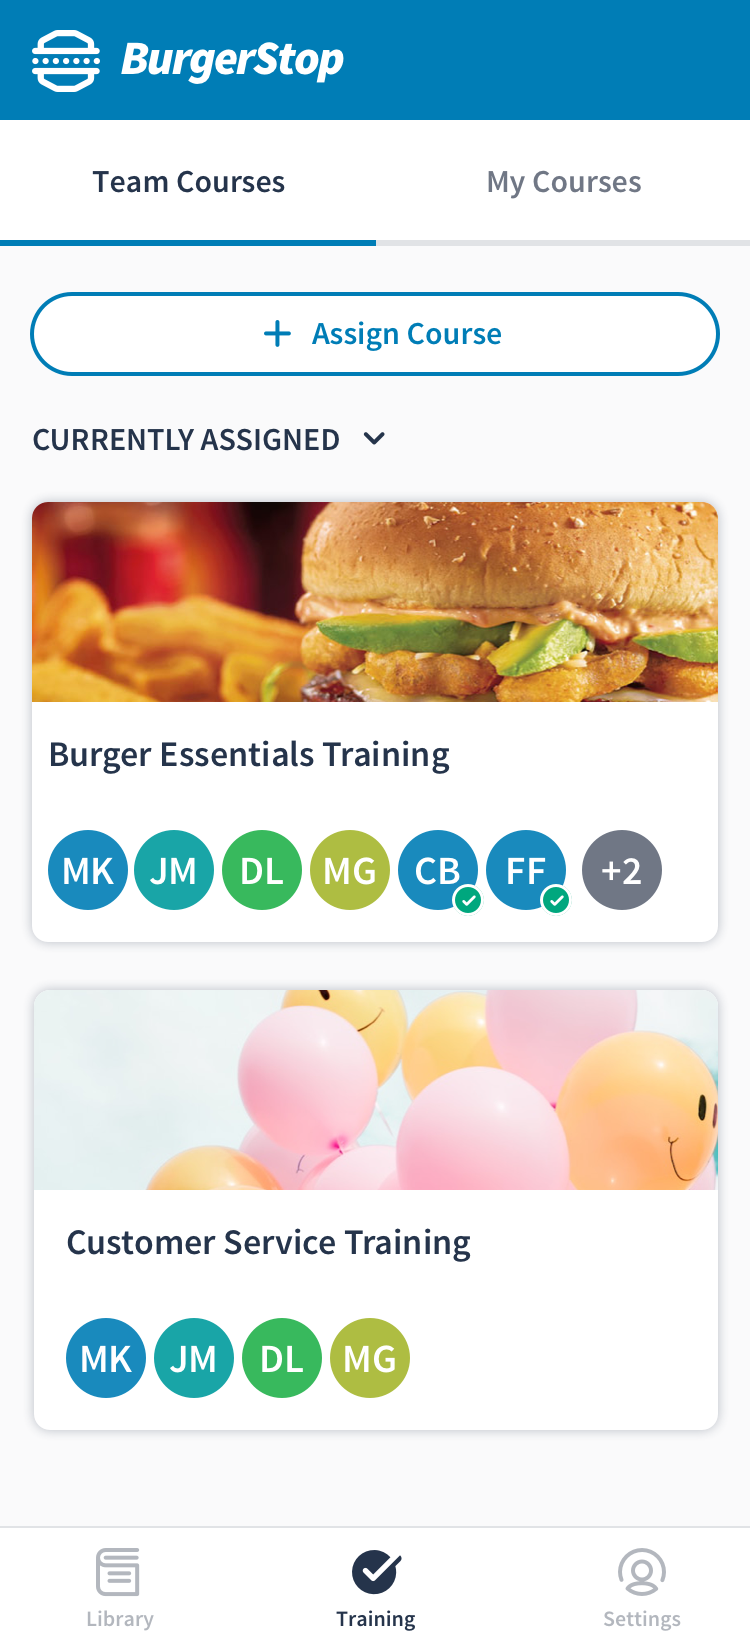 BurgerStop
Team Courses My Courses
+ Assign Course
CURRENTLY ASSIGNED
Burger Essentials Training
MK JM DL MG CB FF +2
Customer Service Training
MK JM DL MG
Library Training Settings